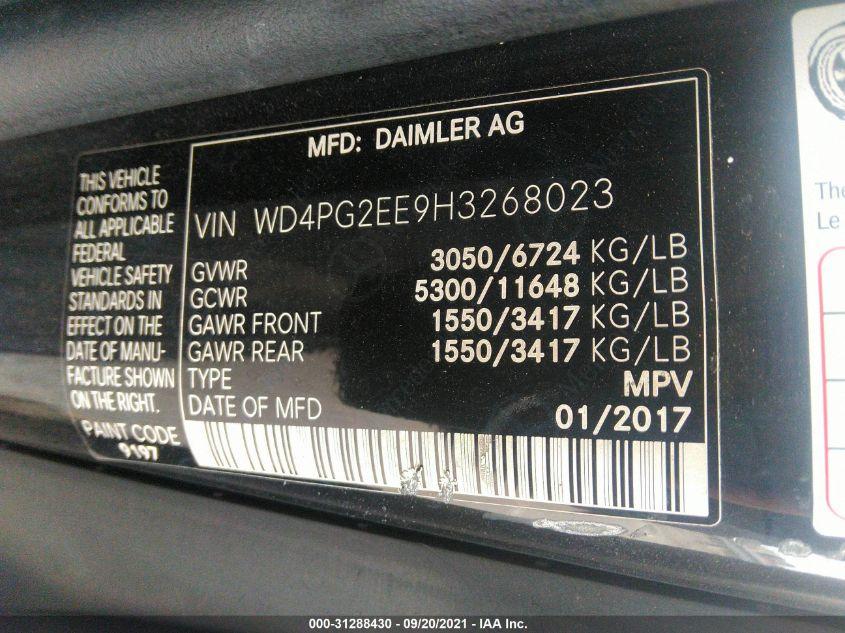 MFD: DAIMLER AG
THIS VEHICLE
CONFORMS TO
ALL APPLICABLE
FEDERAL
VEHICLE SAFETY
STANDARDS IN
EFFECT ON THE
DATE OF MANU-
FACTURE SHOWN
ON THE RIGHT.
PAINT CODE
9197
VIN WD4PG2EE9H3268023
GVWR 3050/6724 KG/LB
GCWR 5300/11648 KG/LB
GAWR FRONT 1550/3417 KG/LB
GAWR REAR 1550/3417 KG/LB
TYPE MPV
DATE OF MFD 01/2017
The
Le
000-31288430 - 09/20/2021 - IAA Inc.